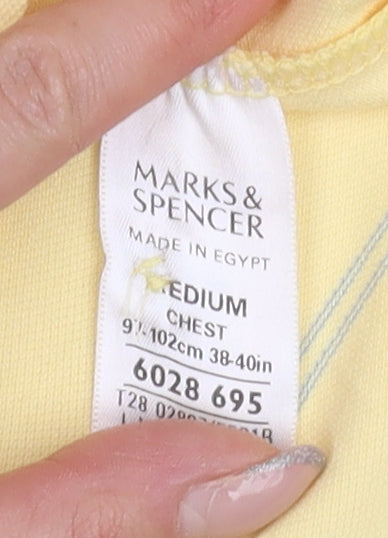 MARKS &
SPENCER
MADE IN EGYPT
EDIUM
CHEST
102cm 38-40in
6028 695
T28